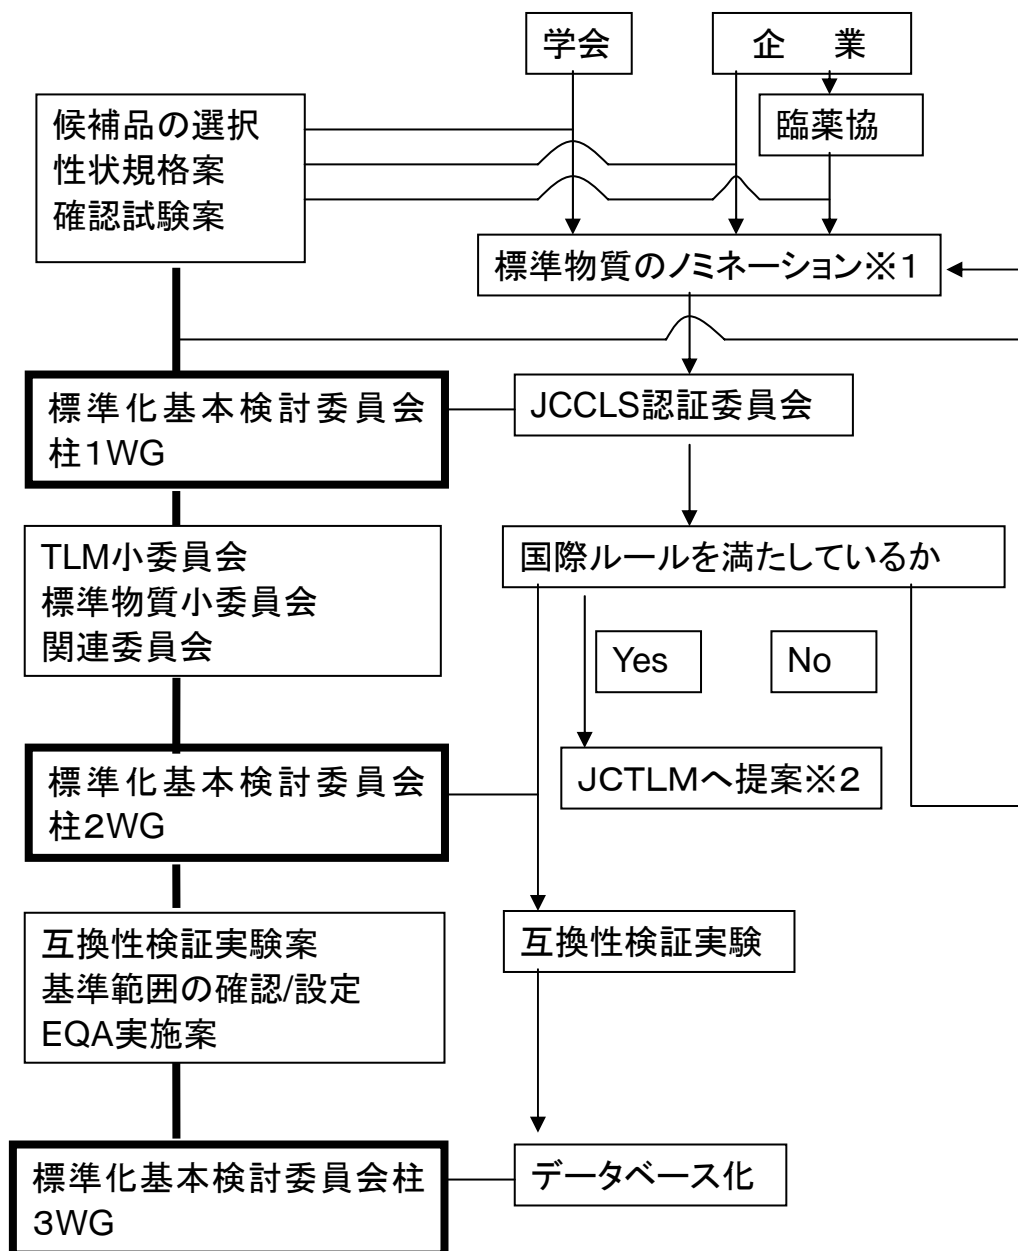 学会
企　業
臨薬協
候補品の選択
性状規格案
確認試験案
標準物質のノミネーション※1
標準化基本検討委員会
柱1WG
JCCLS認証委員会
TLM小委員会
標準物質小委員会
関連委員会
国際ルールを満たしているか
Yes
No
標準化基本検討委員会
柱2WG
JCTLMへ提案※2
互換性検証実験案
基準範囲の確認/設定
EQA実施案
互換性検証実験
標準化基本検討委員会柱
3WG
データベース化